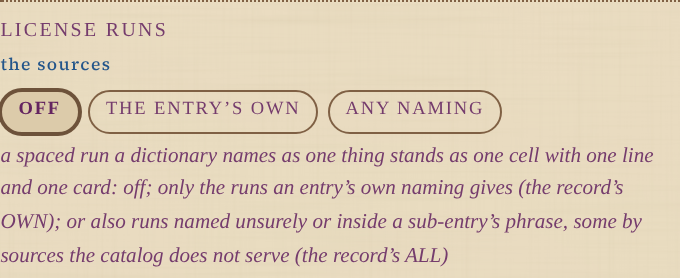 LICENSE RUNS
the sources
OFF THE ENTRY’S OWN ANY NAMING
a spaced run a dictionary names as one thing stands as one cell with one line
and one card: off; only the runs an entry’s own naming gives (the record’s
OWN); or also runs named unsurely or inside a sub-entry’s phrase, some by
sources the catalog does not serve (the record’s ALL)